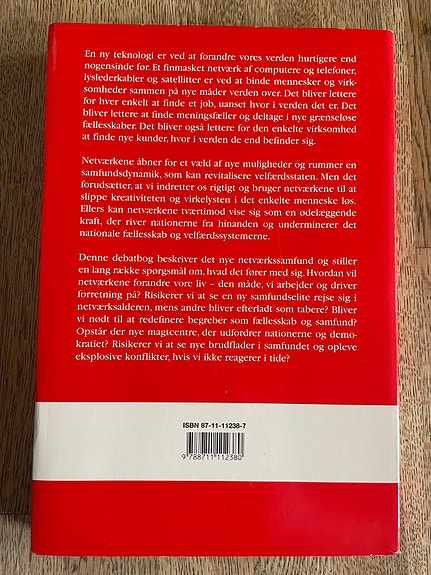 En ny teknologi er ved at forandre vores verden hurtigere end
nogensinde før. Et finmasket netværk af computere og telefoner,
lyslederkabler og satellitter er ved at binde mennesker og virk-
somheder sammen på nye måder verden over. Det bliver lettere
for hver enkelt at finde et job, uanset hvor i verden det er. Det
bliver lettere at finde meningsfæller og deltage i nye grænseløse
fællesskaber. Det bliver også lettere for den enkelte virksomhed
at finde nye kunder, hvor i verden de end befinder sig.
Netværkene åbner for et væld af nye muligheder og rummer en
samfundsdynamik, som kan revitalisere velfærdsstaten. Men det
forudsætter, at vi indretter os rigtigt og bruger netværkene til at
slippe kreativiteten og virkelysten i det enkelte menneske løs.
Ellers kan netværkene tværtimod vise sig som en ødelæggende
kraft, der river nationerne fra hinanden og underminerer det
nationale fællesskab og velfærdssystemerne.
Denne debatbog beskriver det nye netværkssamfund og stiller
en lang række spørgsmål om, hvad det fører med sig. Hvordan vil
netværkene forandre vore liv – den måde, vi arbejder og driver
forretning på? Risikerer vi at se en ny samfundselite rejse sig i
netværksalderen, mens andre bliver efterladt som tabere? Bliver
vi nødt til at redefinere begreber som fællesskab og samfund?
Opstår der nye magtcentre, der udfordrer nationerne og demo-
kratiet? Risikerer vi at se nye brudflader i samfundet og opleve
eksplosive konflikter, hvis vi ikke reagerer i tide?
ISBN 87-11-11238-7
9 788711 112380